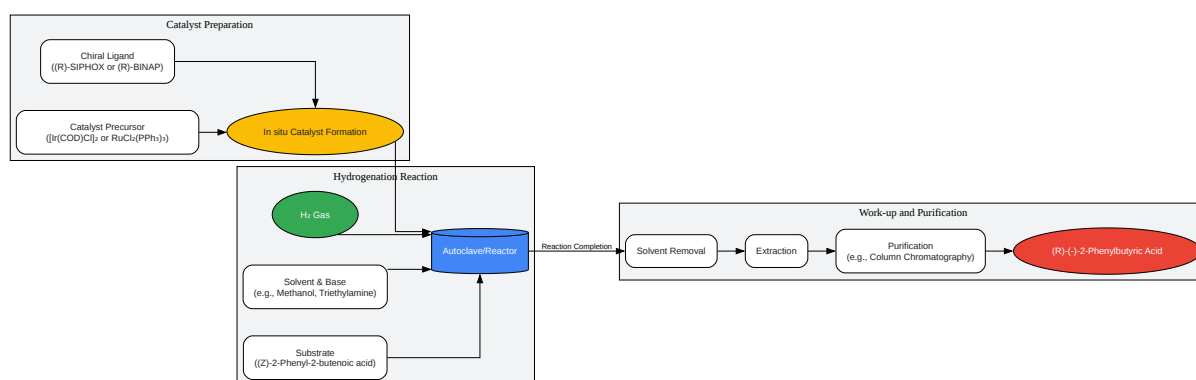 Catalyst Preparation
Chiral Ligand
((R)-SIPHOX or (R)-BINAP)
Catalyst Precursor
([Ir(COD)Cl]₂ or RuCl₂(PPh₃)₃)
In situ Catalyst Formation
Hydrogenation Reaction
H₂ Gas
Autoclave/Reactor
Solvent & Base
(e.g., Methanol, Triethylamine)
Substrate
((Z)-2-Phenyl-2-butenoic acid)
Reaction Completion
Work-up and Purification
Solvent Removal
Extraction
Purification
(e.g., Column Chromatography)
(R)-(-)-2-Phenylbutyric Acid